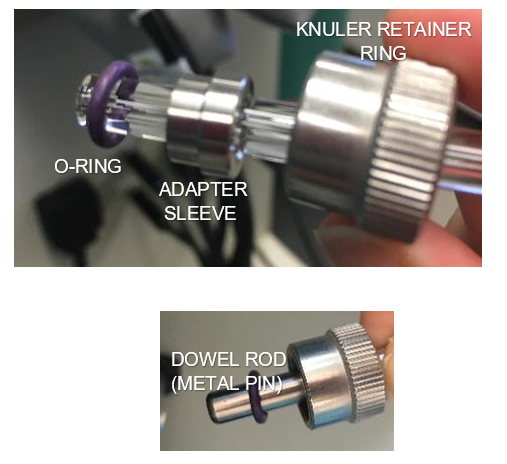 KNULER RETAINER
RING
O-RING
ADAPTER
SLEEVE
DOWEL ROD
(METAL PIN)